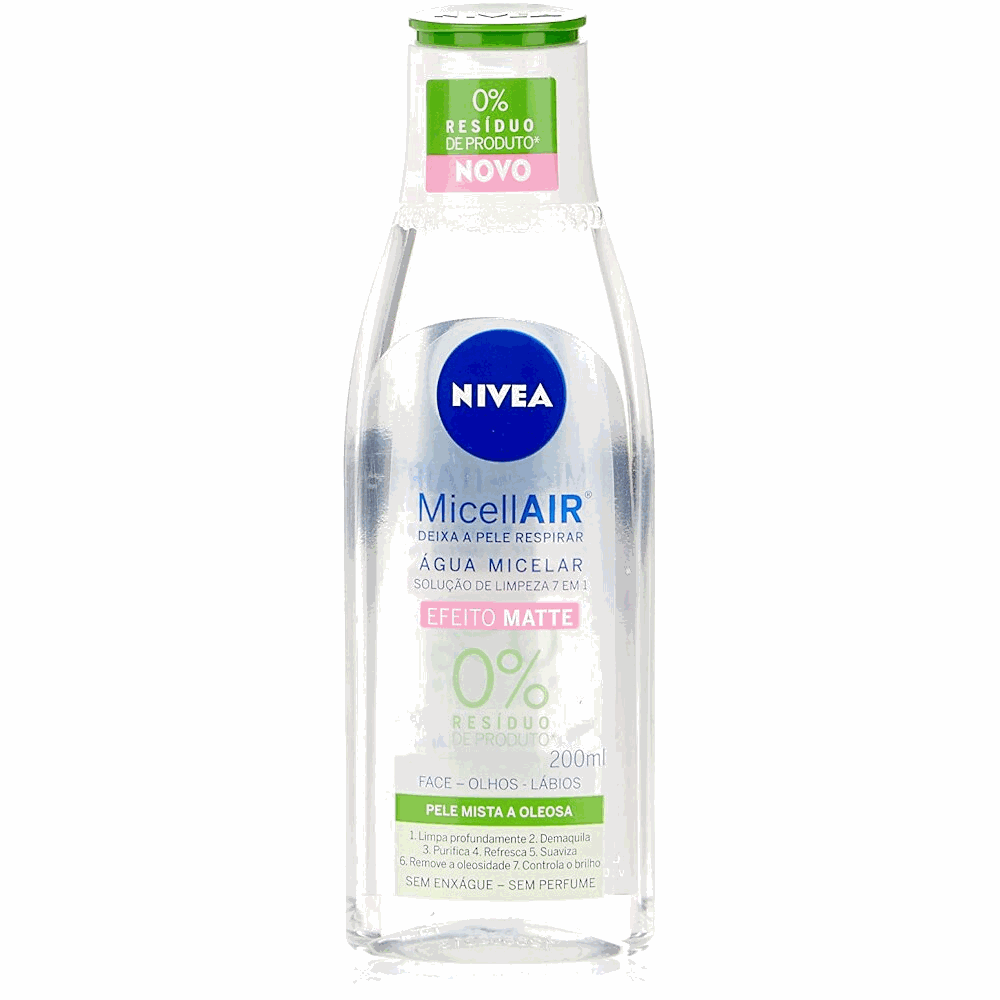 NIVEA
0%
RESÍDUO
DE PRODUTO*
NOVO
NIVEA
MicellAIR®
DEIXA A PELE RESPIRAR
ÁGUA MICELAR
SOLUÇÃO DE LIMPEZA 7 EM 1
EFEITO MATTE
0%
RESÍDUO
DE PRODUTO*
200ml
FACE – OLHOS - LÁBIOS
PELE MISTA A OLEOSA
1. Limpa profundamente 2. Demaquila
3. Purifica 4. Refresca 5. Suaviza
6. Remove a oleosidade 7. Controla o brilho
SEM ENXÁGUE – SEM PERFUME